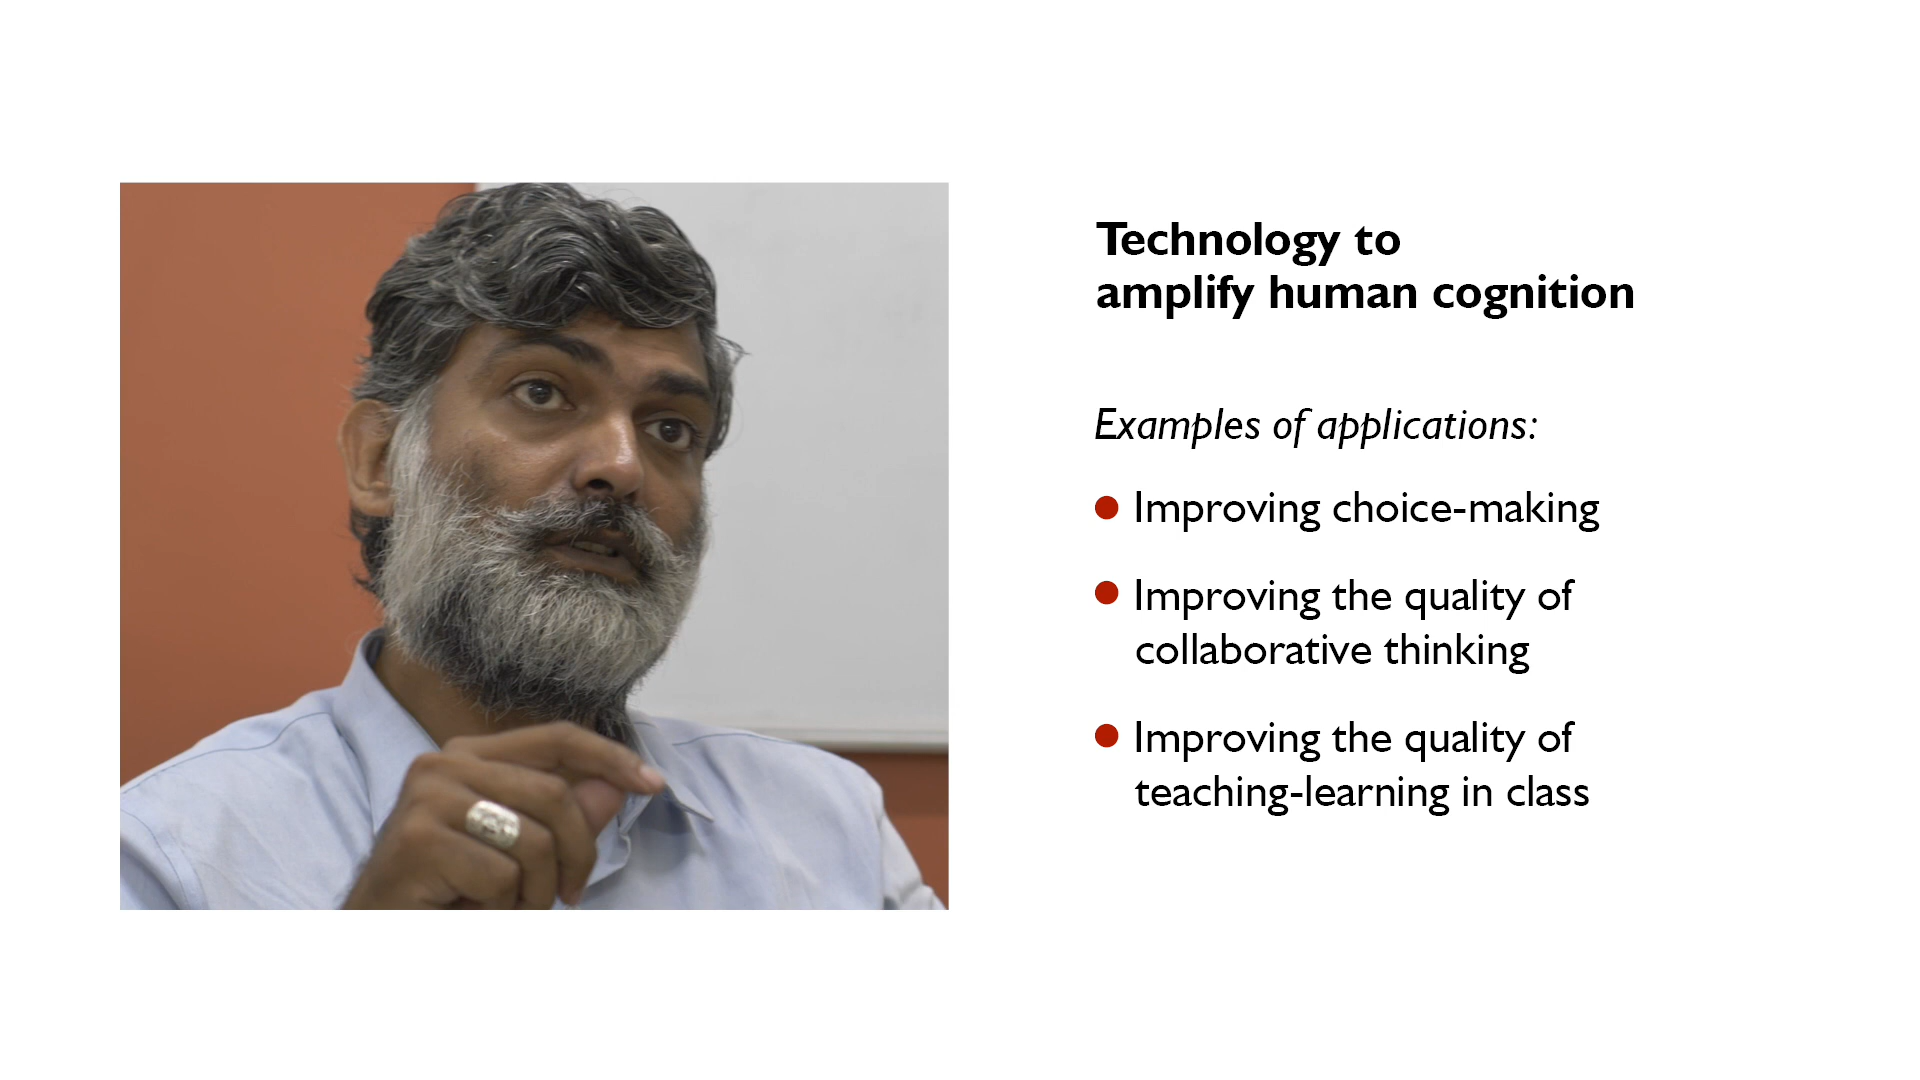 Technology to
amplify human cognition
Examples of applications:
Improving choice-making
Improving the quality of
collaborative thinking
Improving the quality of
teaching-learning in class